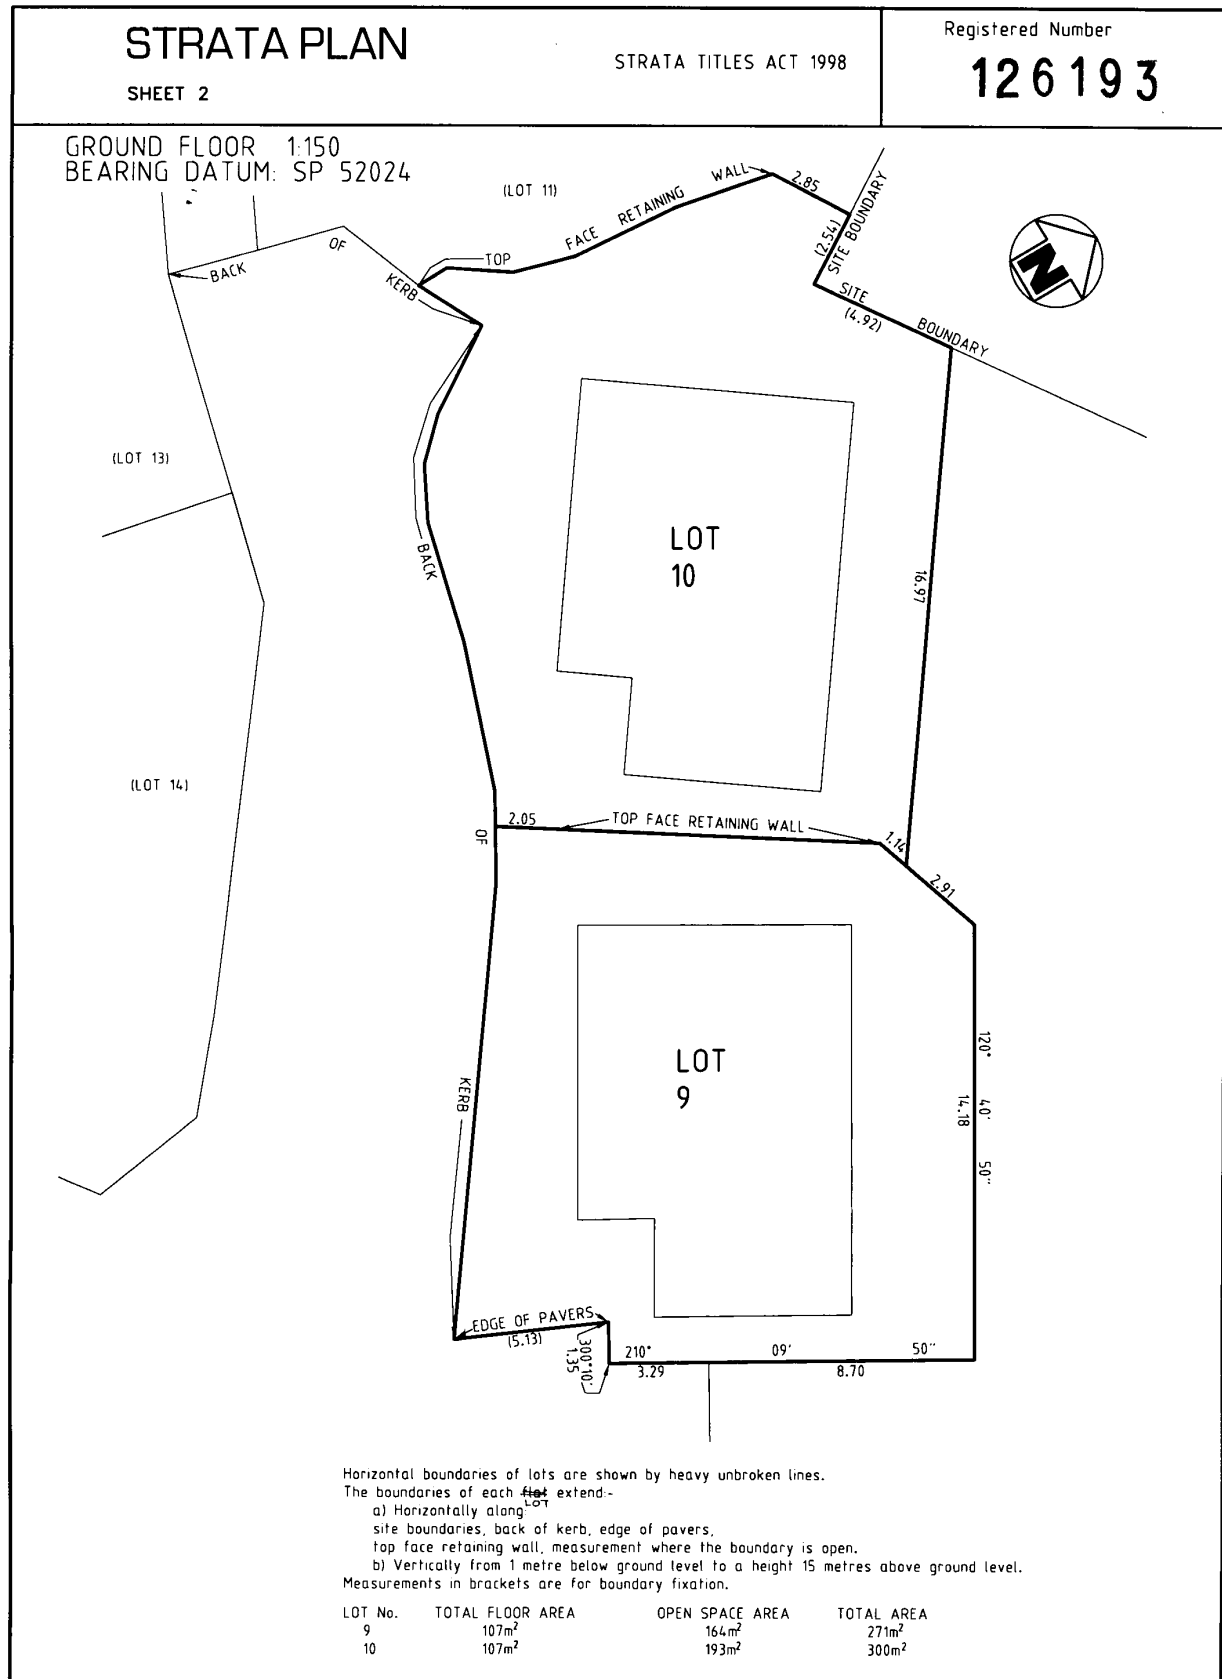 STRATA PLAN
SHEET 2
STRATA TITLES ACT 1998
Registered Number
126193
GROUND FLOOR 1:150
BEARING DATUM: SP 52024
(LOT 11)
WALL
2.85
RETAINING
FACE
TOP
OF
BACK
KERB
(2.54)
SITE BOUNDARY
N
SITE
(4.92)
BOUNDARY
(LOT 13)
LOT
10
BACK
16.97
(LOT 14)
2.05
TOP FACE RETAINING WALL
1.14
OF
2.91
LOT
9
KERB
120° 40' 50"
14.18
EDGE OF PAVERS
(5.13)
300°10'
1.35
210° 09' 50"
3.29
8.70
Horizontal boundaries of lots are shown by heavy unbroken lines.
The boundaries of each flat extend:-
LOT
a) Horizontally along:
site boundaries, back of kerb, edge of pavers,
top face retaining wall, measurement where the boundary is open.
b) Vertically from 1 metre below ground level to a height 15 metres above ground level.
Measurements in brackets are for boundary fixation.
LOT No. TOTAL FLOOR AREA OPEN SPACE AREA TOTAL AREA
9 107m² 164m² 271m²
10 107m² 193m² 300m²